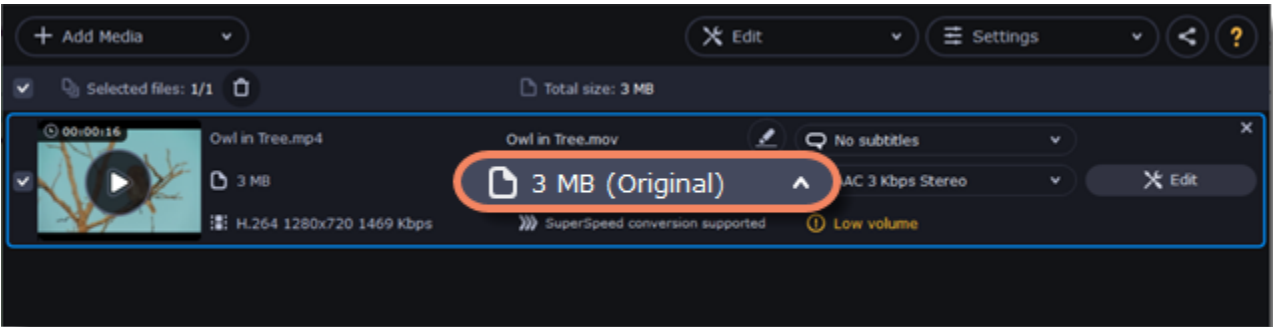 Add Media
Edit
Settings
?
Selected files: 1/1
Total size: 3 MB
00:00:16
Owl in Tree.mp4
Owl in Tree.mov
No subtitles
3 MB
3 MB (Original)
AAC 3 Kbps Stereo
Edit
H.264 1280x720 1469 Kbps
SuperSpeed conversion supported
Low volume